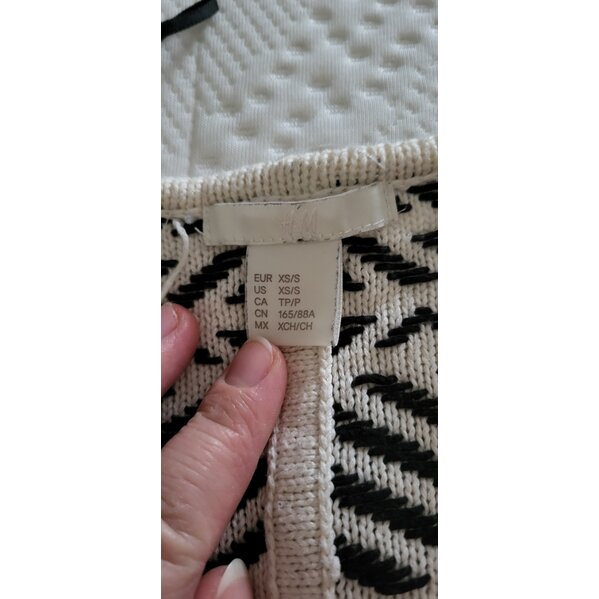 H&M
EUR XS/S
US XS/S
CA TP/P
CN 165/88A
MX XCH/CH